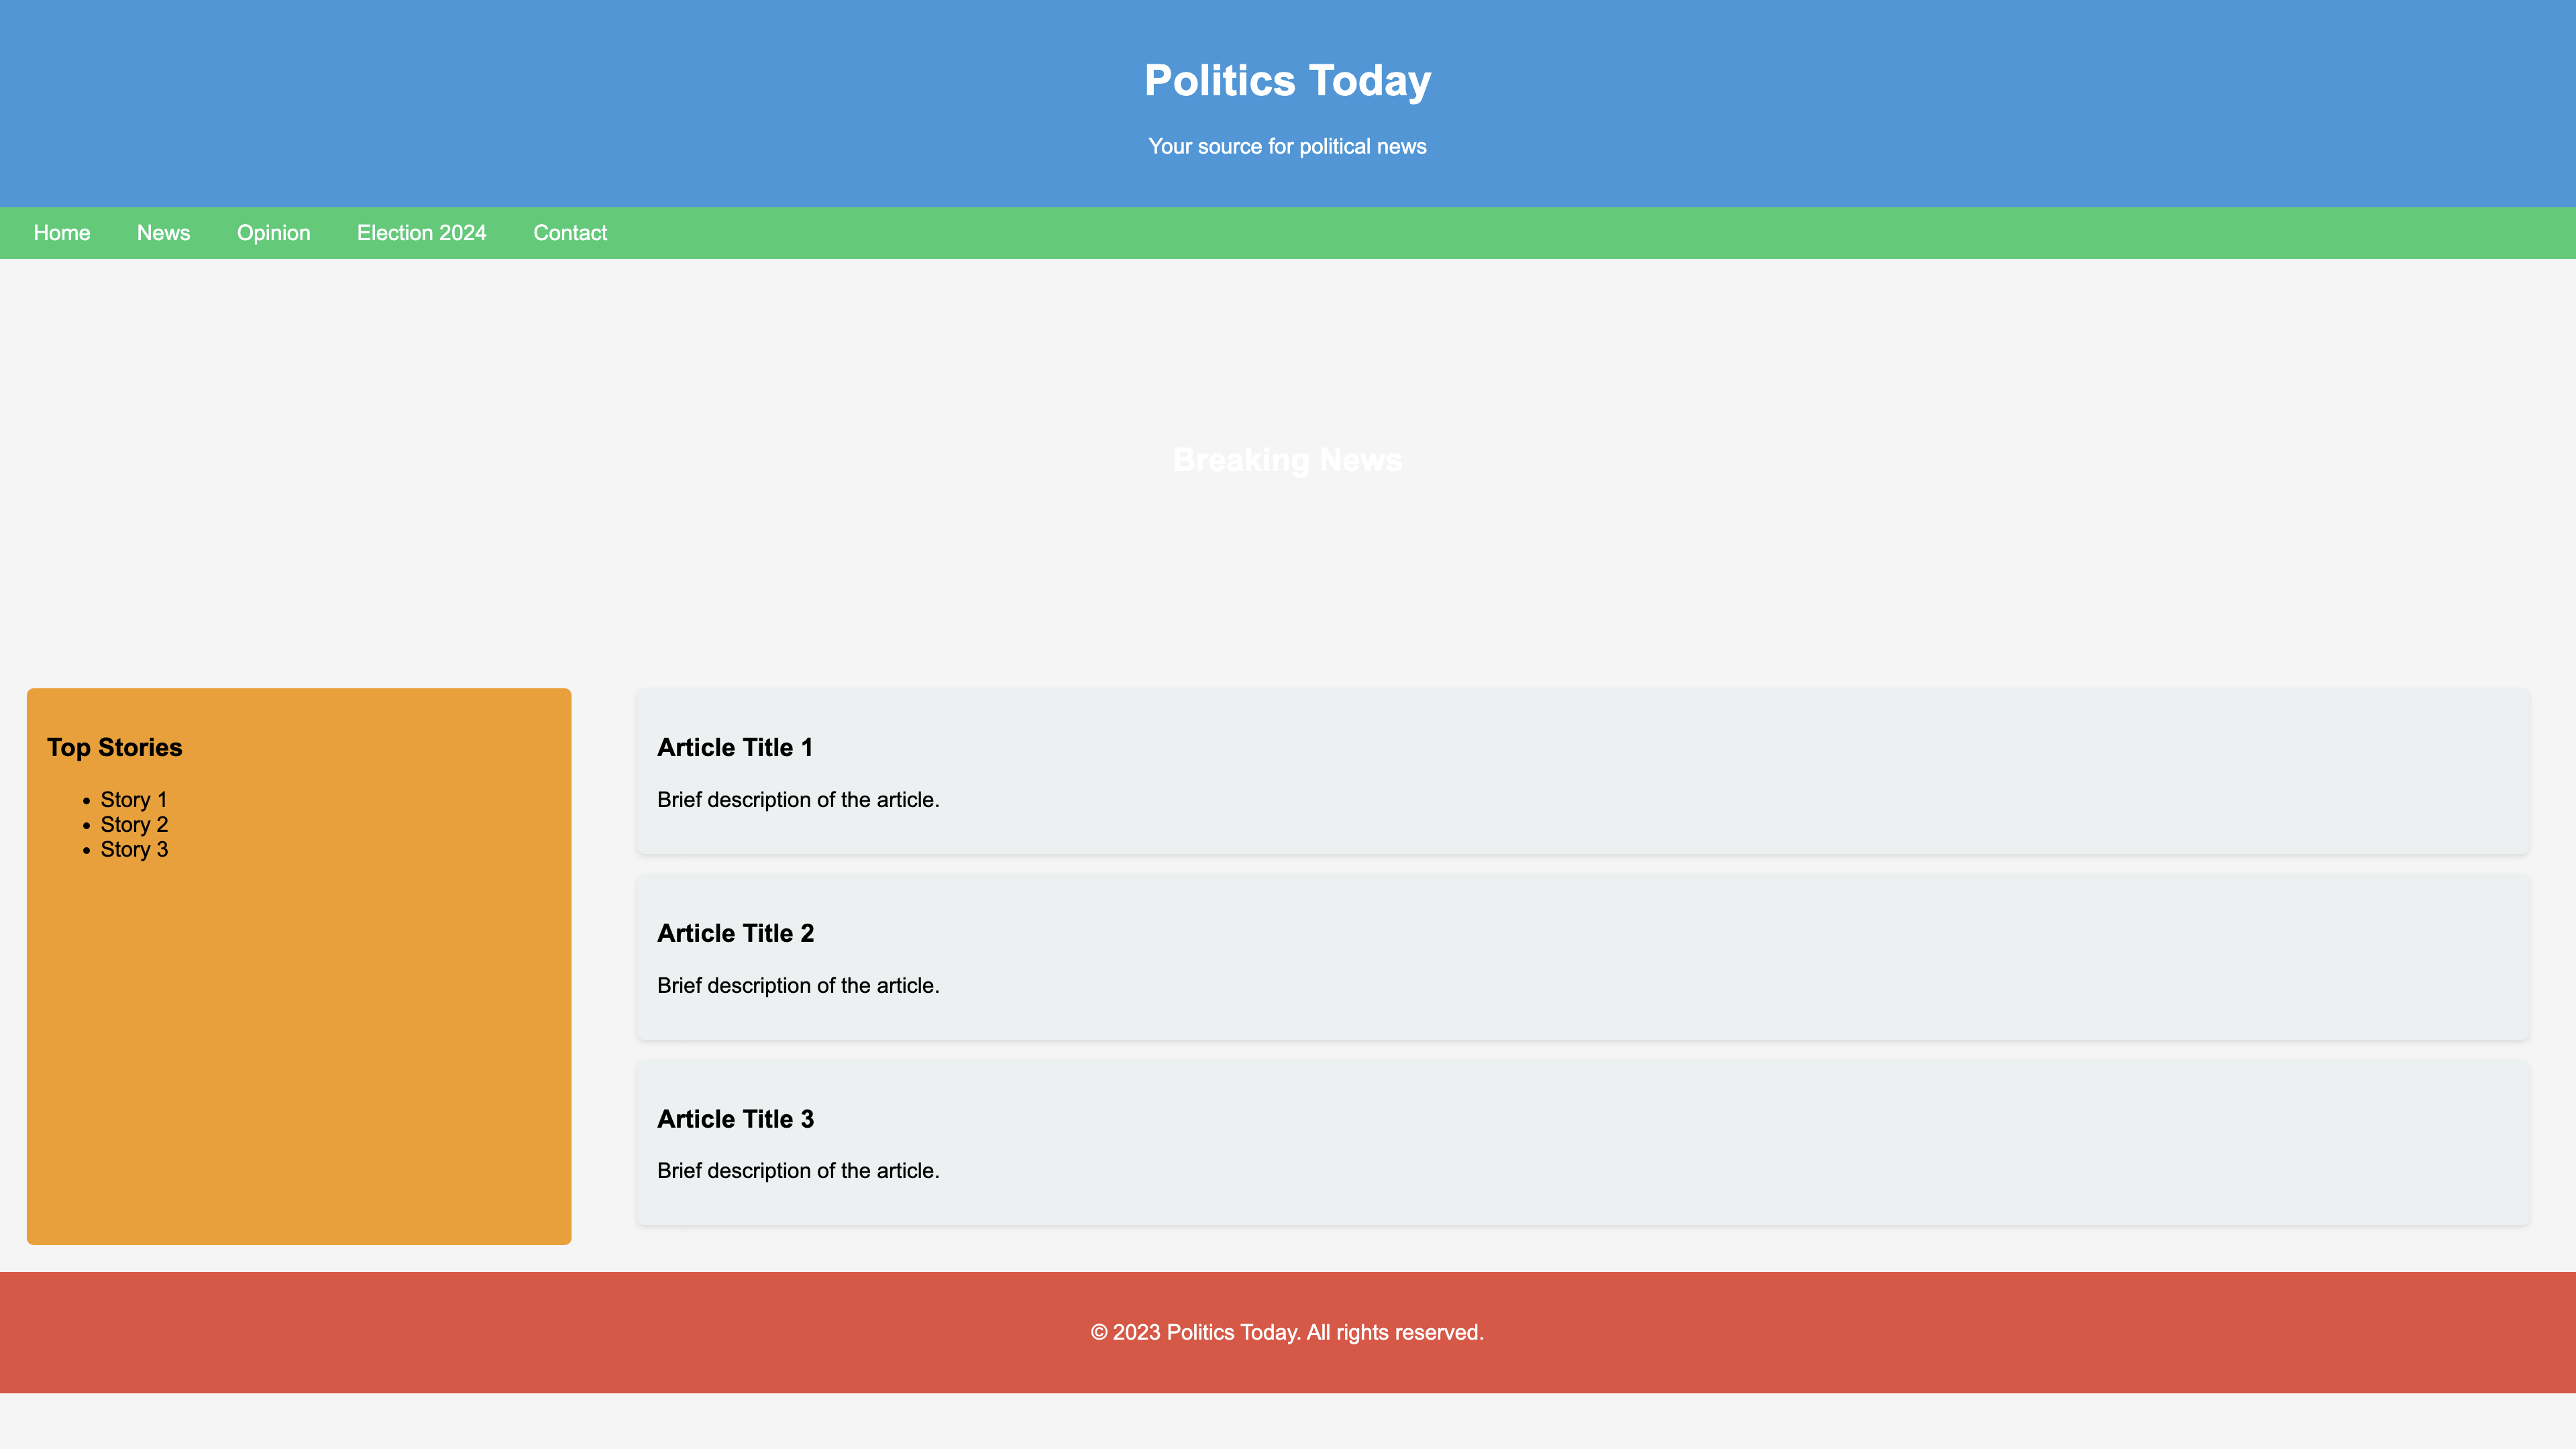 Politics Today
Your source for political news
Home News Opinion Election 2024 Contact
Breaking News
Top Stories
Story 1
Story 2
Story 3
Article Title 1
Brief description of the article.
Article Title 2
Brief description of the article.
Article Title 3
Brief description of the article.
© 2023 Politics Today. All rights reserved.